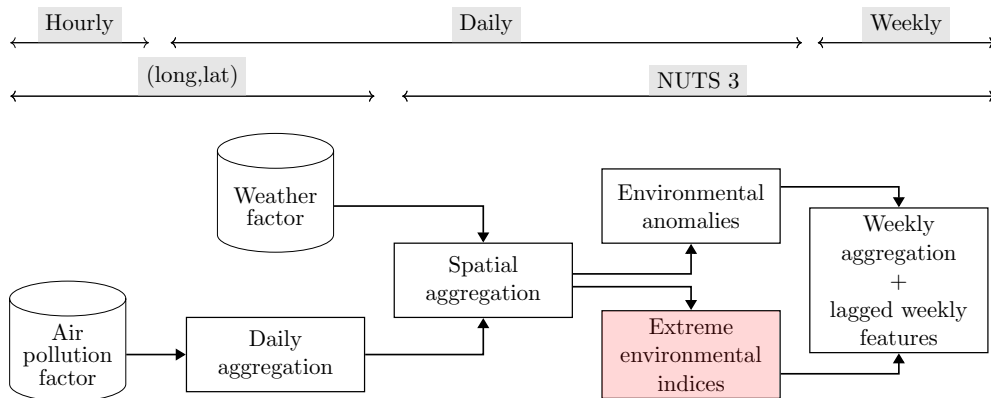 Hourly
Daily
Weekly
(long,lat)
NUTS 3
Weather
factor
Environmental
anomalies
Weekly
aggregation
+
lagged weekly
features
Spatial
aggregation
Air
pollution
factor
Daily
aggregation
Extreme
environmental
indices